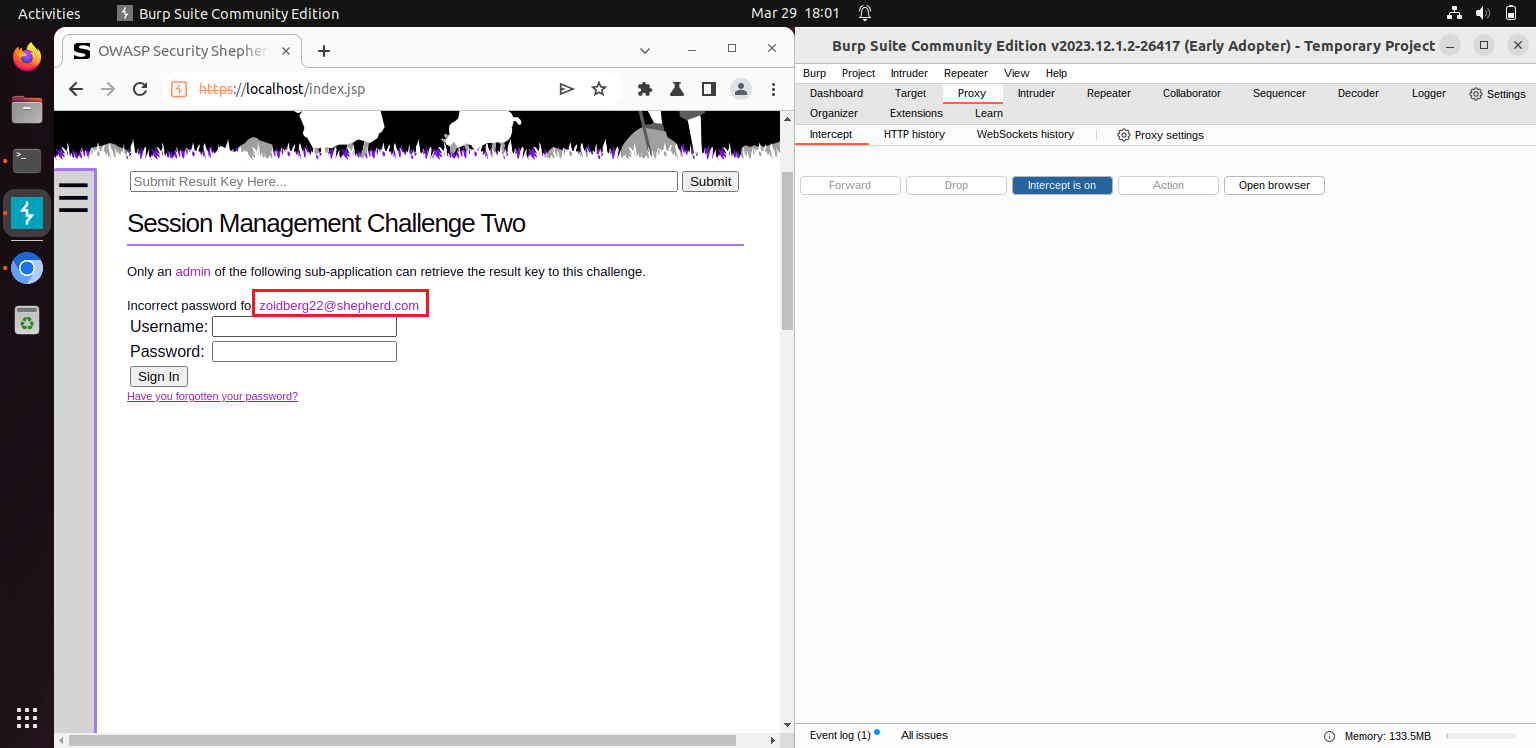 Activities Burp Suite Community Edition Mar 29 18:01
OWASP Security Shepher
Burp Suite Community Edition v2023.12.1.2-26417 (Early Adopter) - Temporary Project
https://localhost/index.jsp
Burp Project Intruder Repeater View Help
Dashboard Target Proxy Intruder Repeater Collaborator Sequencer Decoder Logger Settings
Organizer Extensions Learn
Intercept HTTP history WebSockets history Proxy settings
Forward Drop Intercept is on Action Open browser
Submit Result Key Here... Submit
Session Management Challenge Two
Only an admin of the following sub-application can retrieve the result key to this challenge.
Incorrect password fo zoidberg22@shepherd.com
Username:
Password:
Sign In
Have you forgotten your password?
Event log (1) All issues Memory: 133.5MB